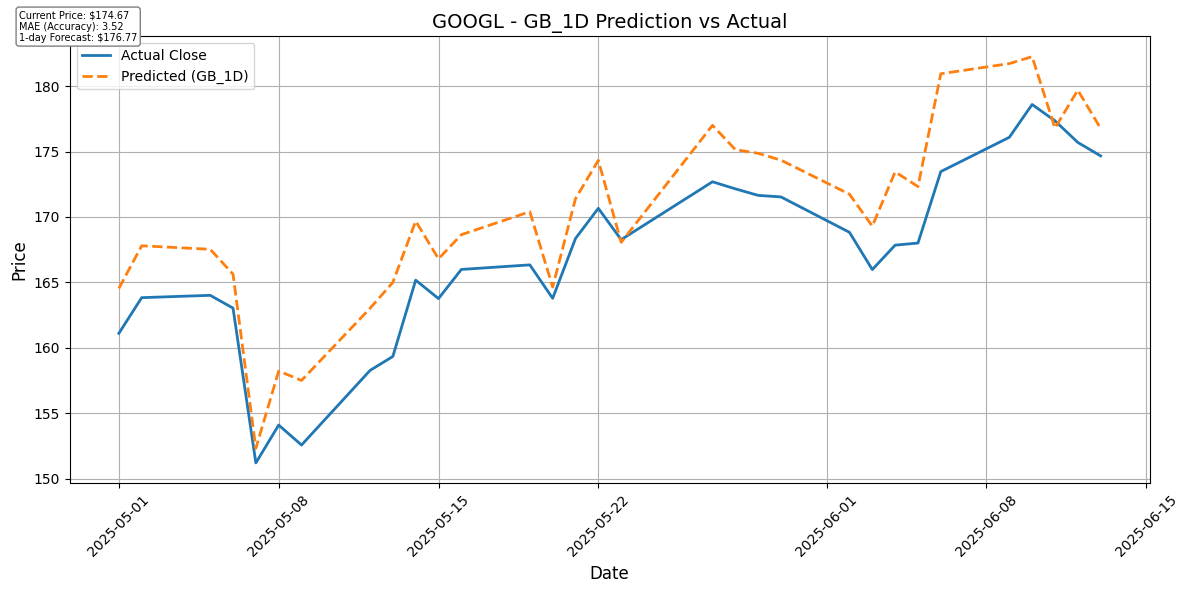 Current Price: $174.67
MAE (Accuracy): 3.52
1-day Forecast: $176.77
GOOGL - GB_1D Prediction vs Actual
Actual Close
Predicted (GB_1D)
Price
180
175
170
165
160
155
150
2025-05-01
2025-05-08
2025-05-15
2025-05-22
2025-06-01
2025-06-08
2025-06-15
Date